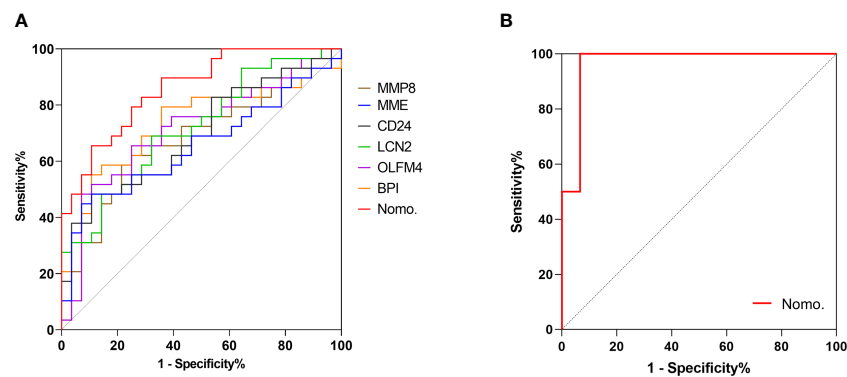 A
100
80
60
40
20
0
Sensitivity%
0 20 40 60 80 100
1 - Specificity%
MMP8
MME
CD24
LCN2
OLFM4
BPI
Nomo.
B
100
80
60
40
20
0
Sensitivity%
0 20 40 60 80 100
1 - Specificity%
Nomo.